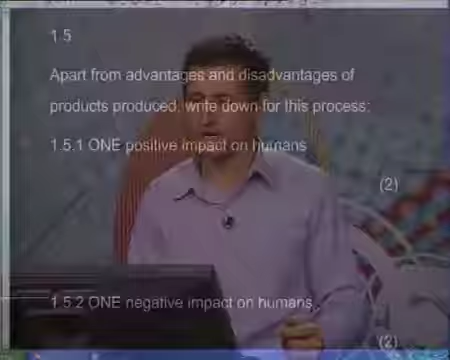 1.5
Apart from advantages and disadvantages of
products produced, write down for this process:
1.5.1 ONE positive impact on humans
(2)
1.5.2 ONE negative impact on humans
(2)